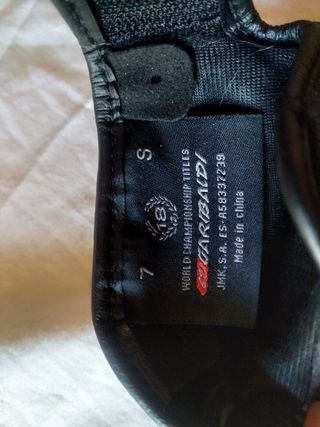 7 S
18
WORLD CHAMPIONSHIP TITLES
GARIBALDI
JMK, S.A. ES-A58337239
Made in china